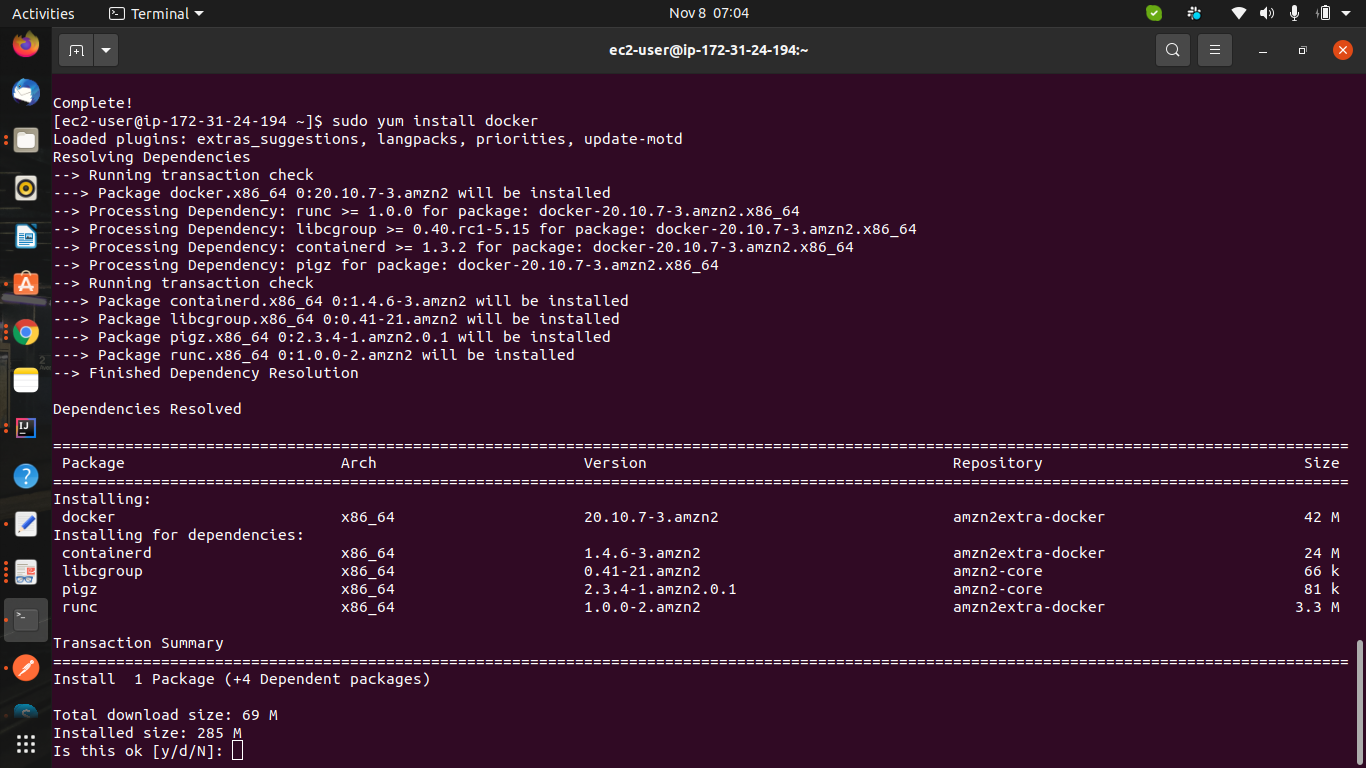 Activities Terminal Nov 8 07:04
ec2-user@ip-172-31-24-194:~
Complete!
[ec2-user@ip-172-31-24-194 ~]$ sudo yum install docker
Loaded plugins: extras_suggestions, langpacks, priorities, update-motd
Resolving Dependencies
--> Running transaction check
---> Package docker.x86_64 0:20.10.7-3.amzn2 will be installed
--> Processing Dependency: runc >= 1.0.0 for package: docker-20.10.7-3.amzn2.x86_64
--> Processing Dependency: libcgroup >= 0.40.rc1-5.15 for package: docker-20.10.7-3.amzn2.x86_64
--> Processing Dependency: containerd >= 1.3.2 for package: docker-20.10.7-3.amzn2.x86_64
--> Processing Dependency: pigz for package: docker-20.10.7-3.amzn2.x86_64
--> Running transaction check
---> Package containerd.x86_64 0:1.4.6-3.amzn2 will be installed
---> Package libcgroup.x86_64 0:0.41-21.amzn2 will be installed
---> Package pigz.x86_64 0:2.3.4-1.amzn2.0.1 will be installed
---> Package runc.x86_64 0:1.0.0-2.amzn2 will be installed
--> Finished Dependency Resolution
Dependencies Resolved
================================================================================================================================================
Package Arch Version Repository Size
================================================================================================================================================
Installing:
docker x86_64 20.10.7-3.amzn2 amzn2extra-docker 42 M
Installing for dependencies:
containerd x86_64 1.4.6-3.amzn2 amzn2extra-docker 24 M
libcgroup x86_64 0.41-21.amzn2 amzn2-core 66 k
pigz x86_64 2.3.4-1.amzn2.0.1 amzn2-core 81 k
runc x86_64 1.0.0-2.amzn2 amzn2extra-docker 3.3 M
Transaction Summary
================================================================================================================================================
Install 1 Package (+4 Dependent packages)
Total download size: 69 M
Installed size: 285 M
Is this ok [y/d/N]: